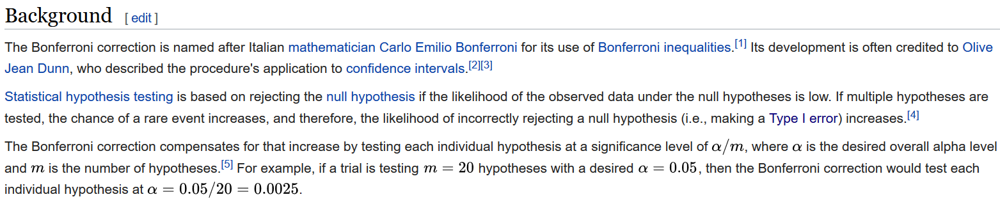 Background [ edit ]
The Bonferroni correction is named after Italian mathematician Carlo Emilio Bonferroni for its use of Bonferroni inequalities.[1] Its development is often credited to Olive
Jean Dunn, who described the procedure's application to confidence intervals.[2][3]
Statistical hypothesis testing is based on rejecting the null hypothesis if the likelihood of the observed data under the null hypotheses is low. If multiple hypotheses are
tested, the chance of a rare event increases, and therefore, the likelihood of incorrectly rejecting a null hypothesis (i.e., making a Type I error) increases.[4]
The Bonferroni correction compensates for that increase by testing each individual hypothesis at a significance level of α/m, where α is the desired overall alpha level
and m is the number of hypotheses.[5] For example, if a trial is testing m = 20 hypotheses with a desired α = 0.05, then the Bonferroni correction would test each
individual hypothesis at α = 0.05/20 = 0.0025.